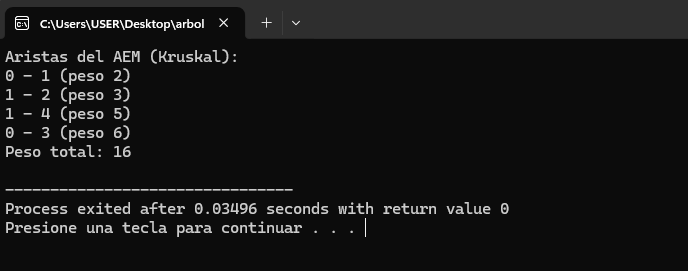 C:\Users\USER\Desktop\arbol
Aristas del AEM (Kruskal):
0 - 1 (peso 2)
1 - 2 (peso 3)
1 - 4 (peso 5)
0 - 3 (peso 6)
Peso total: 16
--------------------------------
Process exited after 0.03496 seconds with return value 0
Presione una tecla para continuar . . .